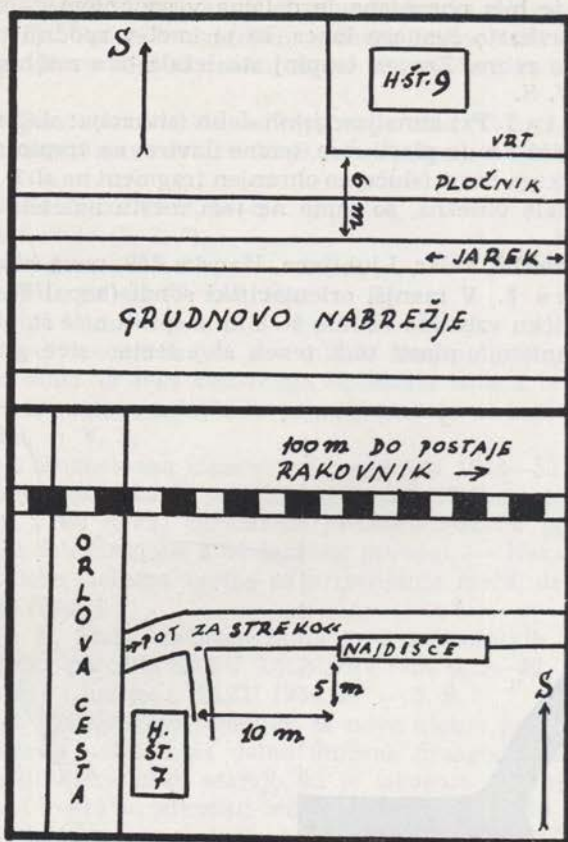 S
H ŠT. 9
VRT
PLOČNIK
9 m
← JAREK →
GRUDNOVO NABREŽJE
100 m DO POSTAJE
RAKOVNIK →
ORLOVA CESTA
"POT ZA STREKO"
NAJDIŠČE
5 m
10 m
S
H.
ŠT.
7